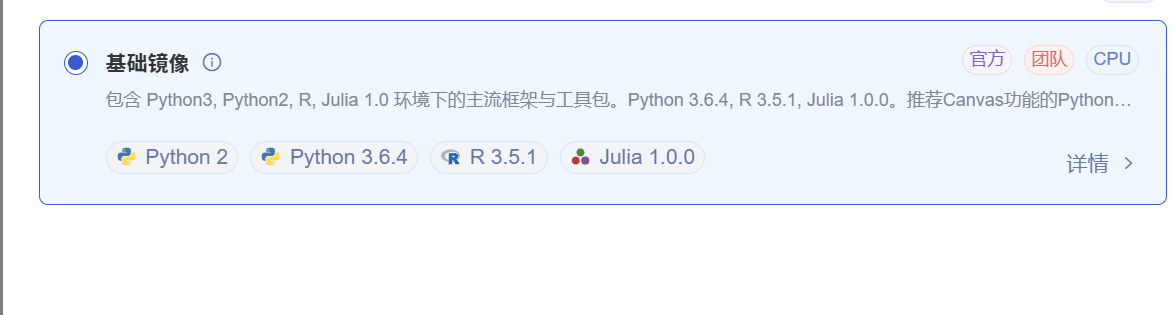 基础镜像 官方 团队 CPU
包含 Python3, Python2, R, Julia 1.0 环境下的主流框架与工具包。Python 3.6.4, R 3.5.1, Julia 1.0.0。推荐Canvas功能的Python…
Python 2 Python 3.6.4 R 3.5.1 Julia 1.0.0
详情